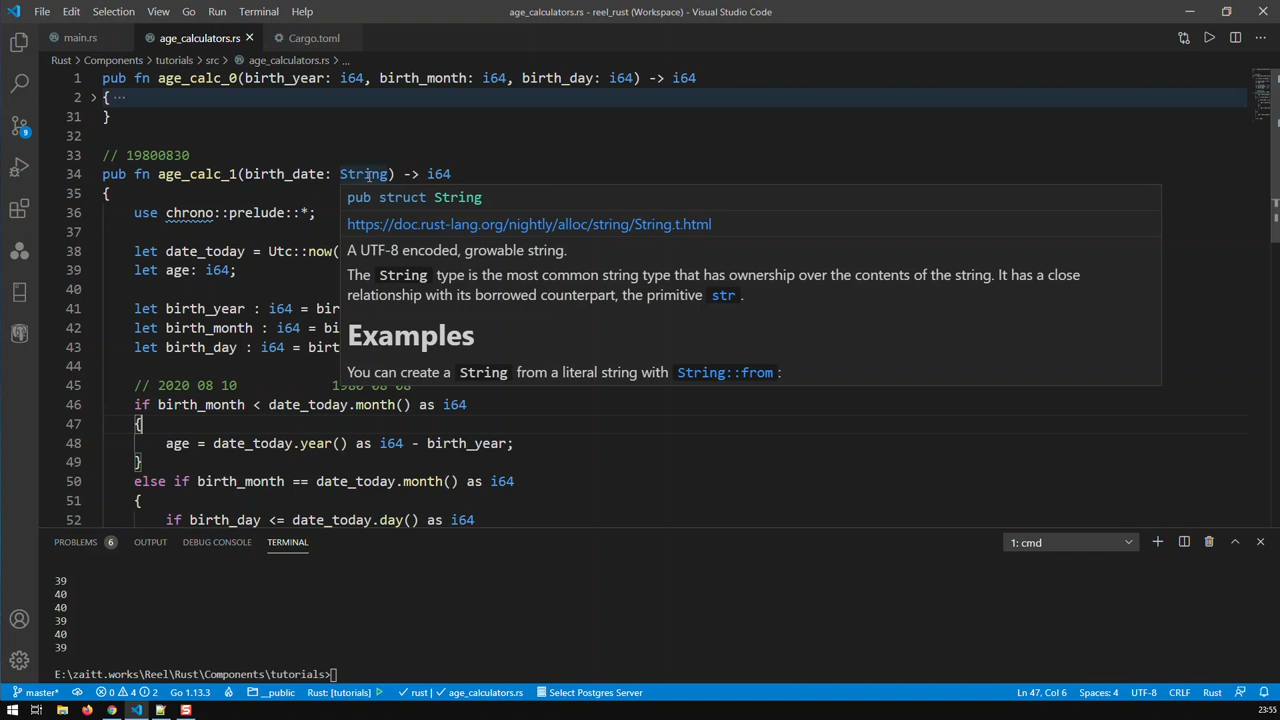 File Edit Selection View Go Run Terminal Help
age_calculators.rs - reel_rust (Workspace) - Visual Studio Code
main.rs age_calculators.rs Cargo.toml
Rust > Components > tutorials > src > age_calculators.rs > ...
1 pub fn age_calc_0(birth_year: i64, birth_month: i64, birth_day: i64) -> i64
2 { ...
31 }
32
33 // 19800830
34 pub fn age_calc_1(birth_date: String) -> i64
35 {
36 use chrono::prelude::*;
37
38 let date_today = Utc::now(
39 let age: i64;
40
41 let birth_year : i64 = bir
42 let birth_month : i64 = bi
43 let birth_day : i64 = birt
44
45 // 2020 08 10 1980 08 08
46 if birth_month < date_today.month() as i64
47 {
48 age = date_today.year() as i64 - birth_year;
49 }
50 else if birth_month == date_today.month() as i64
51 {
52 if birth_day <= date_today.day() as i64
pub struct String
https://doc.rust-lang.org/nightly/alloc/string/String.t.html
A UTF-8 encoded, growable string.
The String type is the most common string type that has ownership over the contents of the string. It has a close
relationship with its borrowed counterpart, the primitive str .
Examples
You can create a String from a literal string with String::from :
PROBLEMS 6 OUTPUT DEBUG CONSOLE TERMINAL
1: cmd
39
40
40
39
40
39
E:\zaitt.works\Reel\Rust\Components\tutorials>
master* 0 4 2 Go 1.13.3 __public Rust: [tutorials] rust | age_calculators.rs Select Postgres Server
Ln 47, Col 6 Spaces: 4 UTF-8 CRLF Rust
9
23:55